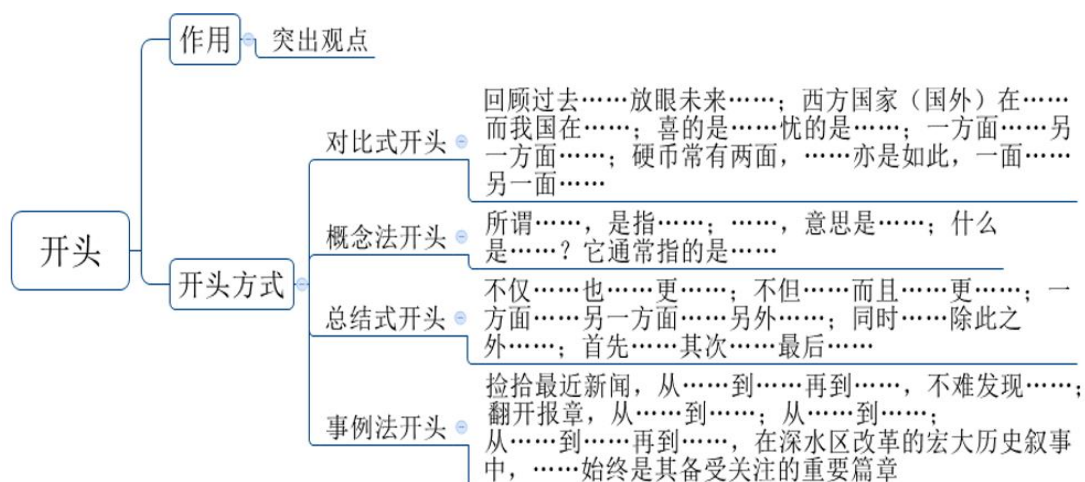 作用
突出观点
开头
开头方式
对比式开头
回顾过去……放眼未来……；西方国家（国外）在……
而我国在……；喜的是……忧的是……；一方面……另
一方面……；硬币常有两面，……亦是如此，一面……
另一面……
概念法开头
所谓……，是指……；……，意思是……；什么
是……？它通常指的是……
总结式开头
不仅……也……更……；不但……而且……更……；一
方面……另一方面……另外……；同时……除此之
外……；首先……其次……最后……
事例法开头
捡拾最近新闻，从……到……再到……，不难发现……；
翻开报章，从……到……；从……到……；
从……到……再到……，在深水区改革的宏大历史叙事
中，……始终是其备受关注的重要篇章